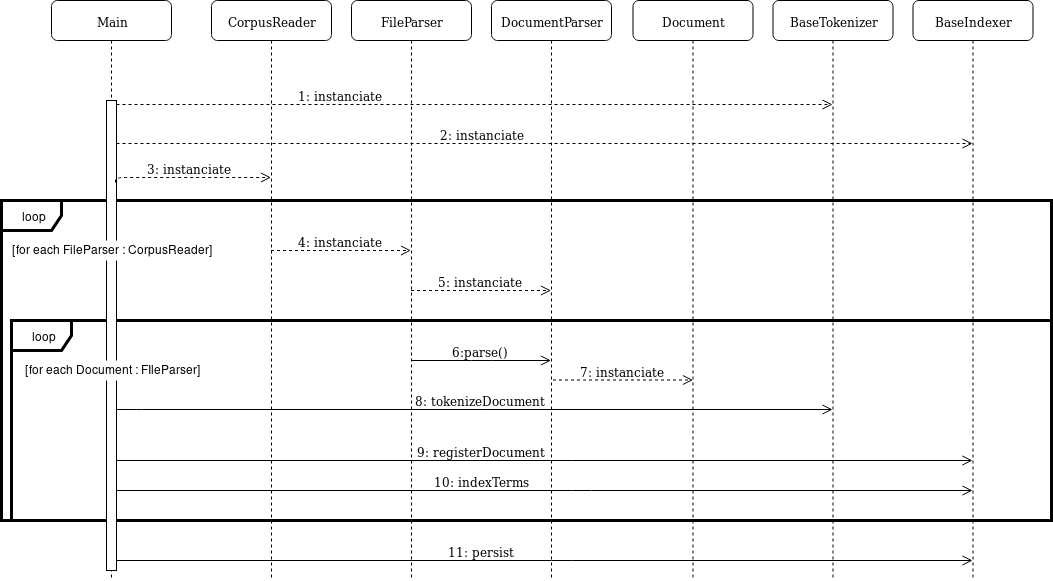 Main
CorpusReader
FileParser
DocumentParser
Document
BaseTokenizer
BaseIndexer
1: instanciate
2: instanciate
3: instanciate
loop
[for each FileParser : CorpusReader]
4: instanciate
5: instanciate
loop
6:parse()
[for each Document : FIleParser]
7: instanciate
8: tokenizeDocument
9: registerDocument
10: indexTerms
11: persist